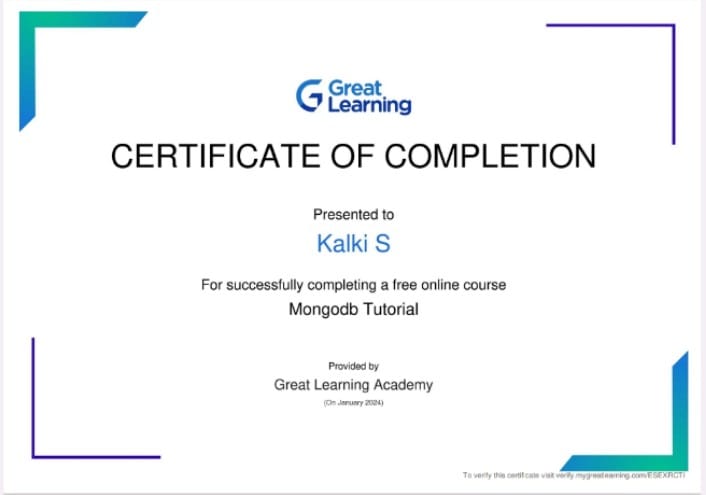 Great
Learning
CERTIFICATE OF COMPLETION
Presented to
Kalki S
For successfully completing a free online course
Mongodb Tutorial
Provided by
Great Learning Academy
(On January 2024)
To verify this certificate visit verify.mygreatlearning.com/ESEXRCTI